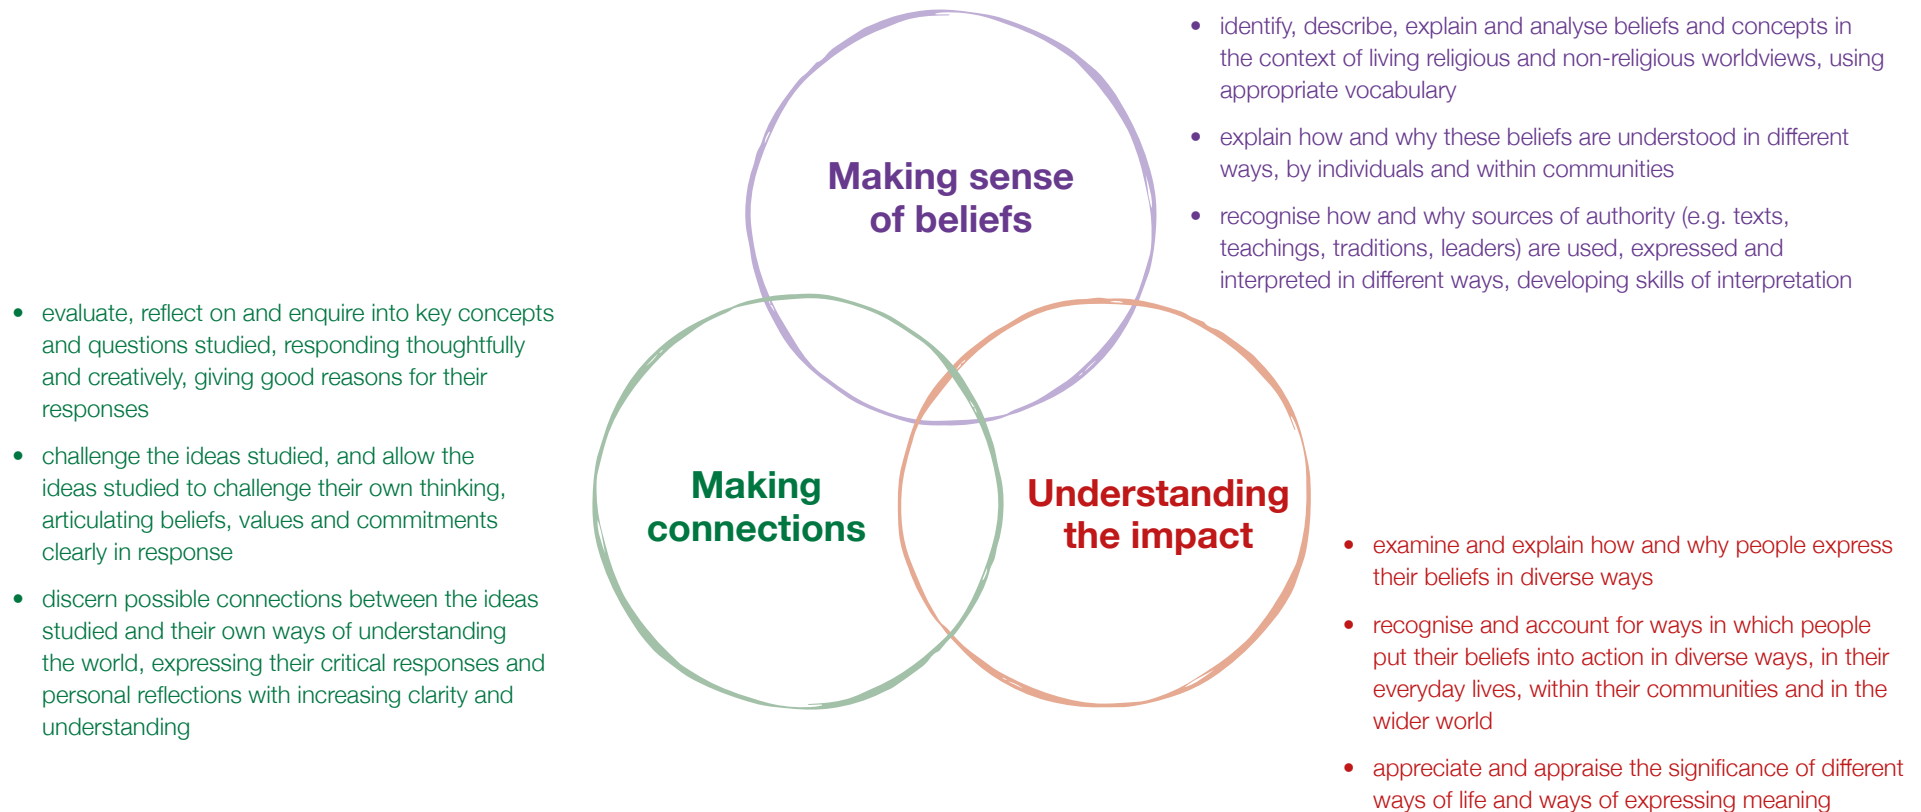 Making sense
of beliefs
• identify, describe, explain and analyse beliefs and concepts in
the context of living religious and non-religious worldviews, using
appropriate vocabulary
• explain how and why these beliefs are understood in different
ways, by individuals and within communities
• recognise how and why sources of authority (e.g. texts,
teachings, traditions, leaders) are used, expressed and
interpreted in different ways, developing skills of interpretation
• evaluate, reflect on and enquire into key concepts
and questions studied, responding thoughtfully
and creatively, giving good reasons for their
responses
• challenge the ideas studied, and allow the
ideas studied to challenge their own thinking,
articulating beliefs, values and commitments
clearly in response
• discern possible connections between the ideas
studied and their own ways of understanding
the world, expressing their critical responses and
personal reflections with increasing clarity and
understanding
Making
connections
Understanding
the impact
• examine and explain how and why people express
their beliefs in diverse ways
• recognise and account for ways in which people
put their beliefs into action in diverse ways, in their
everyday lives, within their communities and in the
wider world
• appreciate and appraise the significance of different
ways of life and ways of expressing meaning